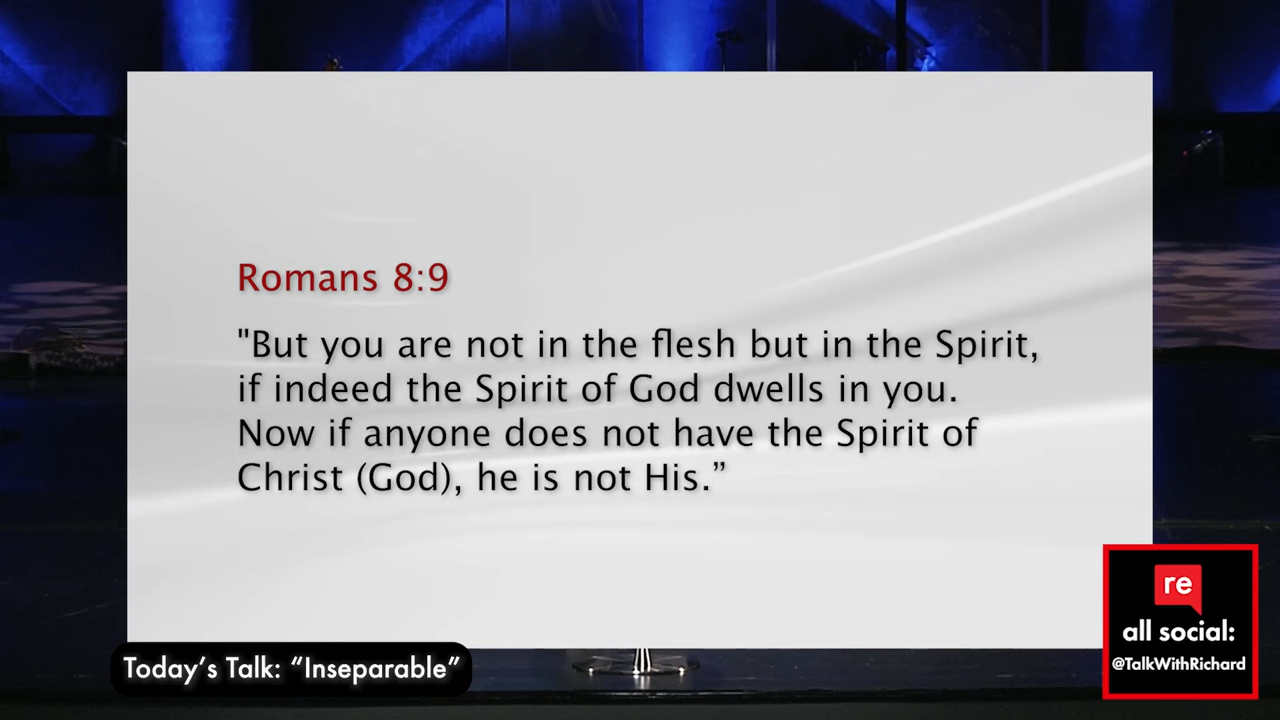 Romans 8:9
"But you are not in the flesh but in the Spirit,
if indeed the Spirit of God dwells in you.
Now if anyone does not have the Spirit of
Christ (God), he is not His.”
Today’s Talk: “Inseparable”
re
all social:
@TalkWithRichard